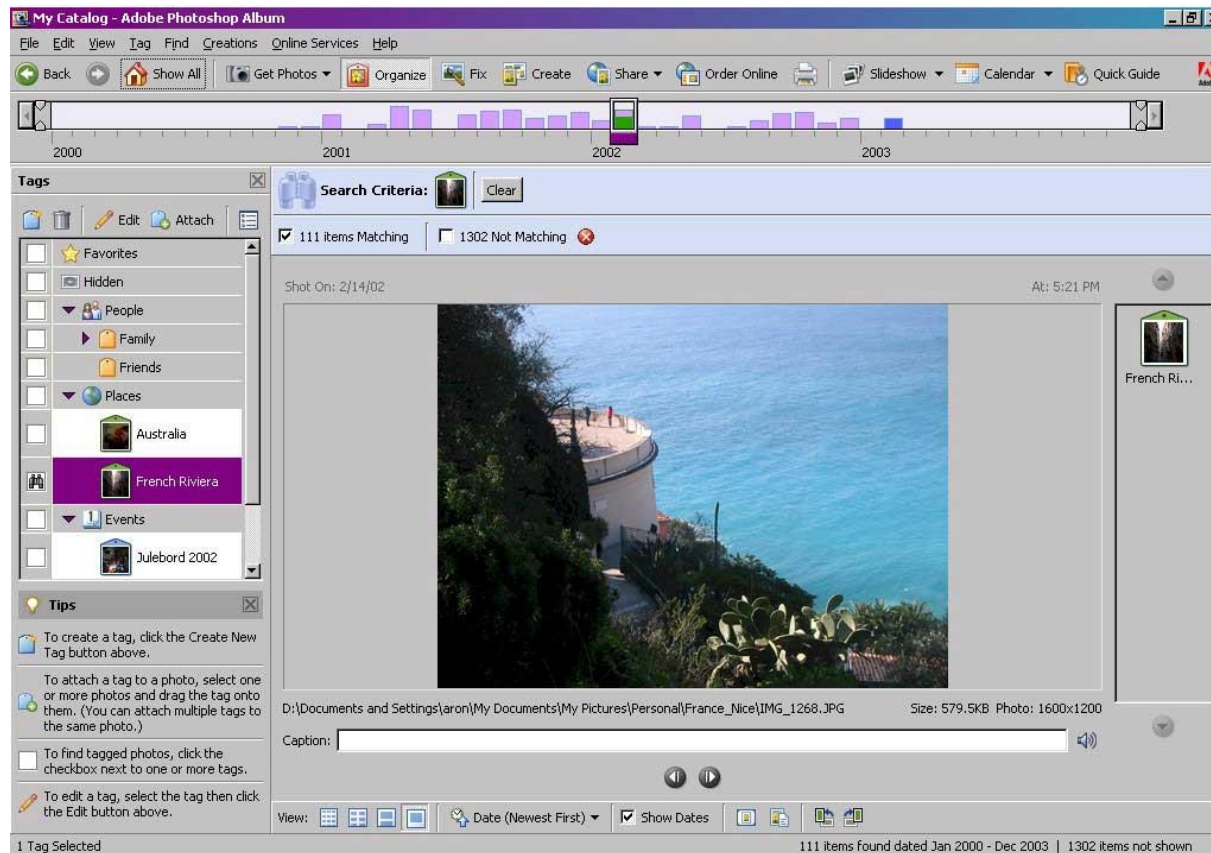 My Catalog - Adobe Photoshop Album
File Edit View Tag Find Creations Online Services Help
Back Show All Get Photos Organize Fix Create Share Order Online Slideshow Calendar Quick Guide
2000 2001 2002 2003
Tags
Search Criteria: Clear
Edit Attach
111 items Matching 1302 Not Matching
Favorites
Hidden
People
Family
Friends
Places
Australia
French Riviera
1 Events
Julebord 2002
Shot On: 2/14/02 At: 5:21 PM
French Ri...
Tips
To create a tag, click the Create New
Tag button above.
To attach a tag to a photo, select one
or more photos and drag the tag onto
them. (You can attach multiple tags to
the same photo.)
To find tagged photos, click the
checkbox next to one or more tags.
To edit a tag, select the tag then click
the Edit button above.
D:\Documents and Settings\aron\My Documents\My Pictures\Personal\France_Nice\IMG_1268.JPG Size: 579.5KB Photo: 1600x1200
Caption:
View: Date (Newest First) Show Dates
1 Tag Selected 111 items found dated Jan 2000 - Dec 2003 | 1302 items not shown